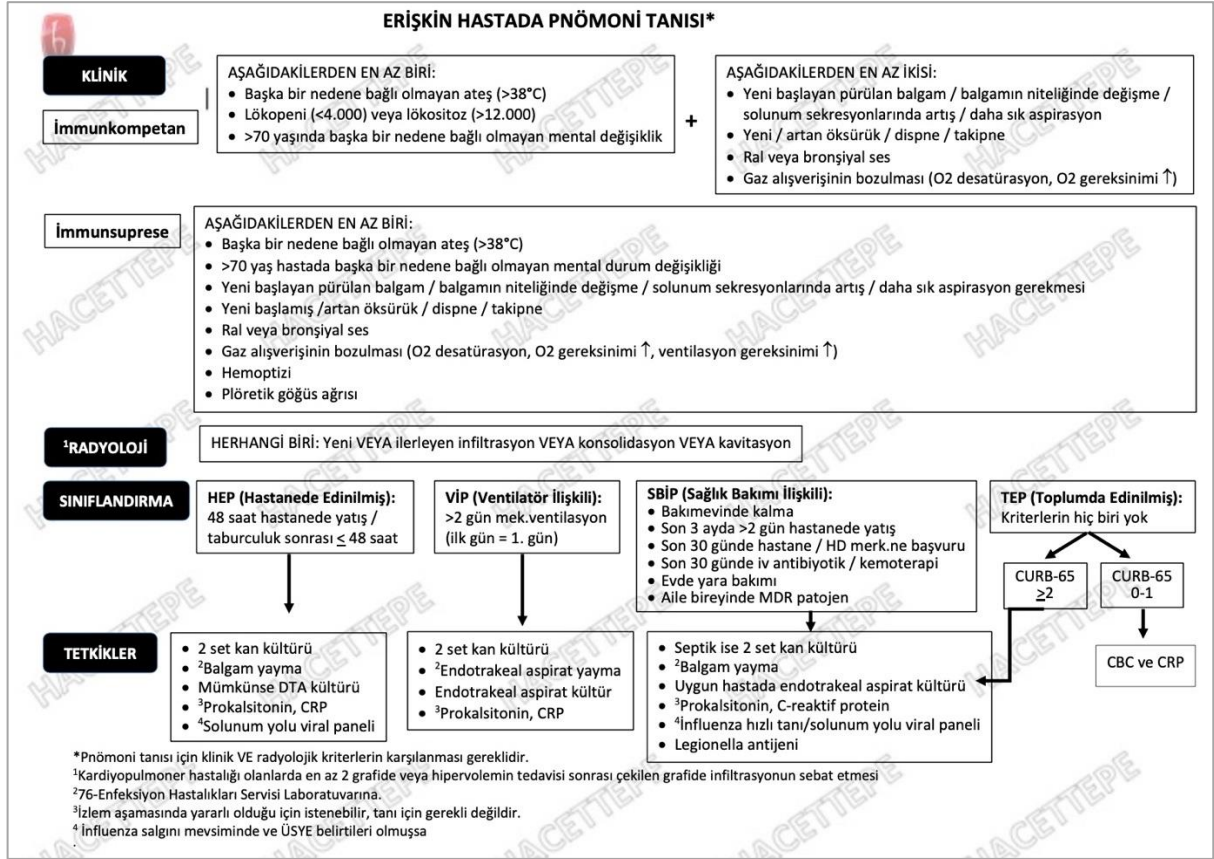 ERİŞKİN HASTADA PNÖMONİ TANISI*
KLİNİK
İmmunkompetan
AŞAĞIDAKİLERDEN EN AZ BİRİ:
• Başka bir nedene bağlı olmayan ateş (>38°C)
• Lökopeni (<4.000) veya lökositoz (>12.000)
• >70 yaşında başka bir nedene bağlı olmayan mental değişiklik
+
AŞAĞIDAKİLERDEN EN AZ İKİSİ:
• Yeni başlayan pürülan balgam / balgamın niteliğinde değişme /
solunum sekresyonlarında artış / daha sık aspirasyon
• Yeni / artan öksürük / dispne / takipne
• Ral veya bronşiyal ses
• Gaz alışverişinin bozulması (O2 desatürasyon, O2 gereksinimi ↑)
İmmunsuprese
AŞAĞIDAKİLERDEN EN AZ BİRİ:
• Başka bir nedene bağlı olmayan ateş (>38°C)
• >70 yaş hastada başka bir nedene bağlı olmayan mental durum değişikliği
• Yeni başlayan pürülan balgam / balgamın niteliğinde değişme / solunum sekresyonlarında artış / daha sık aspirasyon gerekmesi
• Yeni başlamış /artan öksürük / dispne / takipne
• Ral veya bronşiyal ses
• Gaz alışverişinin bozulması (O2 desatürasyon, O2 gereksinimi ↑, ventilasyon gereksinimi ↑)
• Hemoptizi
• Plöretik göğüs ağrısı
¹RADYOLOJİ
HERHANGİ BİRİ: Yeni VEYA ilerleyen infiltrasyon VEYA konsolidasyon VEYA kavitasyon
SINIFLANDIRMA
HEP (Hastanede Edinilmiş):
48 saat hastanede yatış /
taburculuk sonrası ≤ 48 saat
VİP (Ventilatör İlişkili):
>2 gün mek.ventilasyon
(ilk gün = 1. gün)
SBİP (Sağlık Bakımı İlişkili):
• Bakımevinde kalma
• Son 3 ayda >2 gün hastanede yatış
• Son 30 günde hastane / HD merk.ne başvuru
• Son 30 günde iv antibiyotik / kemoterapi
• Evde yara bakımı
• Aile bireyinde MDR patojen
TEP (Toplumda Edinilmiş):
Kriterlerin hiç biri yok
CURB-65
≥2
CURB-65
0-1
TETKİKLER
• 2 set kan kültürü
• ²Balgam yayma
• Mümkünse DTA kültürü
• ³Prokalsitonin, CRP
• ⁴Solunum yolu viral paneli
• 2 set kan kültürü
• ²Endotrakeal aspirat yayma
• Endotrakeal aspirat kültür
• ³Prokalsitonin, CRP
• Septik ise 2 set kan kültürü
• ²Balgam yayma
• Uygun hastada endotrakeal aspirat kültürü
• ³Prokalsitonin, C-reaktif protein
• ⁴İnfluenza hızlı tanı/solunum yolu viral paneli
• Legionella antijeni
CBC ve CRP
*Pnömoni tanısı için klinik VE radyolojik kriterlerin karşılanması gereklidir.
¹Kardiyopulmoner hastalığı olanlarda en az 2 grafide veya hipervolemin tedavisi sonrası çekilen grafide infiltrasyonun sebat etmesi
²76-Enfeksiyon Hastalıkları Servisi Laboratuvarına.
³İzlem aşamasında yararlı olduğu için istenebilir, tanı için gerekli değildir.
⁴ İnfluenza salgını mevsiminde ve ÜSYE belirtileri olmuşsa
.
HACETTEPE